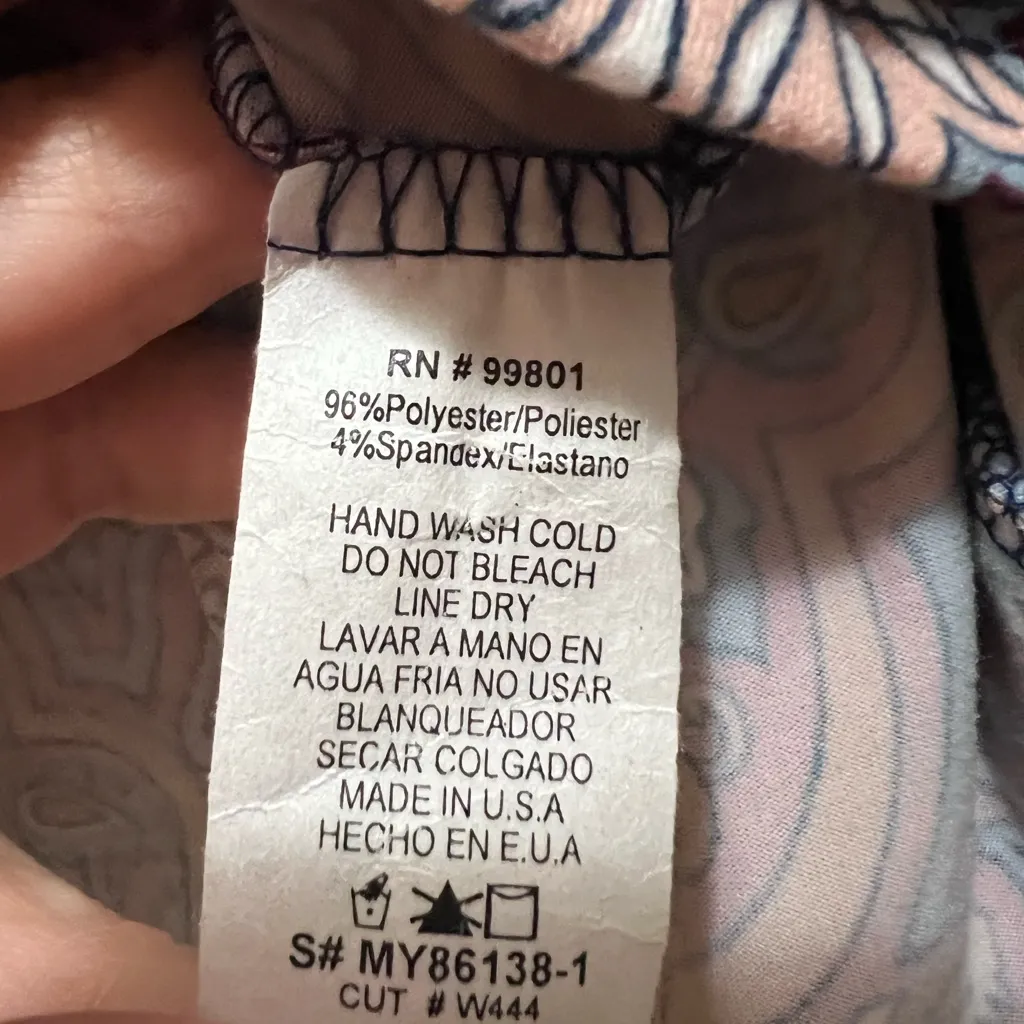 RN # 99801
96%Polyester/Poliester
4%Spandex/Elastano
HAND WASH COLD
DO NOT BLEACH
LINE DRY
LAVAR A MANO EN
AGUA FRIA NO USAR
BLANQUEADOR
SECAR COLGADO
MADE IN U.S.A
HECHO EN E.U.A
S# MY86138-1
CUT # W444